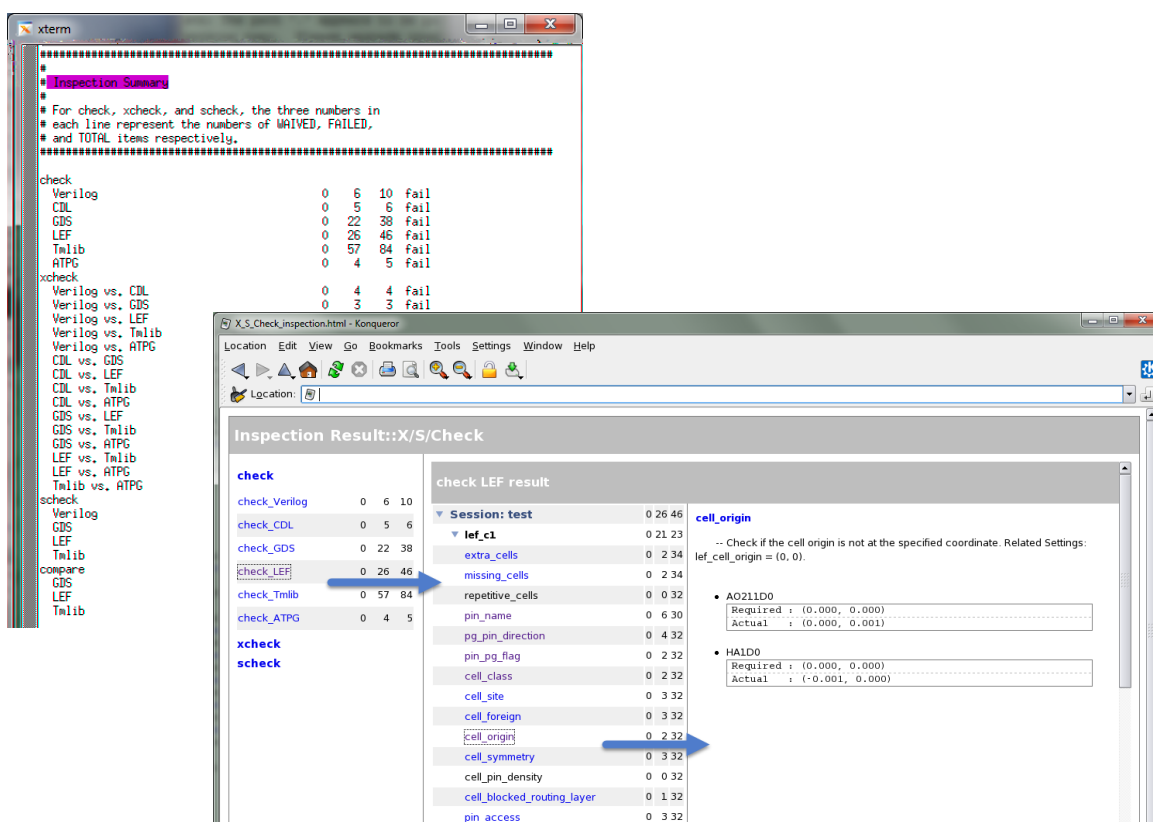 xterm
################################################################################
#
# Inspection Summary
#
# For check, xcheck, and scheck, the three numbers in
# each line represent the numbers of WAIVED, FAILED,
# and TOTAL items respectively.
################################################################################
check
Verilog 0 6 10 fail
CDL 0 5 6 fail
GDS 0 22 38 fail
LEF 0 26 46 fail
Tmlib 0 57 84 fail
ATPG 0 4 5 fail
xcheck
Verilog vs. CDL 0 4 4 fail
Verilog vs. GDS 0 3 3 fail
Verilog vs. LEF
Verilog vs. Tmlib
Verilog vs. ATPG
CDL vs. GDS
CDL vs. LEF
CDL vs. Tmlib
CDL vs. ATPG
GDS vs. LEF
GDS vs. Tmlib
GDS vs. ATPG
LEF vs. Tmlib
LEF vs. ATPG
Tmlib vs. ATPG
scheck
Verilog
GDS
LEF
Tmlib
compare
GDS
LEF
Tmlib
X_S_Check_inspection.html - Konqueror
Location Edit View Go Bookmarks Tools Settings Window Help
Location:
Inspection Result::X/S/Check
check
check_Verilog 0 6 10
check_CDL 0 5 6
check_GDS 0 22 38
check_LEF 0 26 46
check_Tmlib 0 57 84
check_ATPG 0 4 5
xcheck
scheck
check LEF result
Session: test 0 26 46
lef_c1 0 21 23
extra_cells 0 2 34
missing_cells 0 2 34
repetitive_cells 0 0 32
pin_name 0 6 30
pg_pin_direction 0 4 32
pin_pg_flag 0 2 32
cell_class 0 2 32
cell_site 0 3 32
cell_foreign 0 3 32
cell_origin 0 2 32
cell_symmetry 0 3 32
cell_pin_density 0 0 32
cell_blocked_routing_layer 0 1 32
pin_access 0 3 32
cell_origin
-- Check if the cell origin is not at the specified coordinate. Related Settings:
lef_cell_origin = (0, 0).
• AO211D0
Required : (0.000, 0.000)
Actual : (0.000, 0.001)
• HA1D0
Required : (0.000, 0.000)
Actual : (-0.001, 0.000)